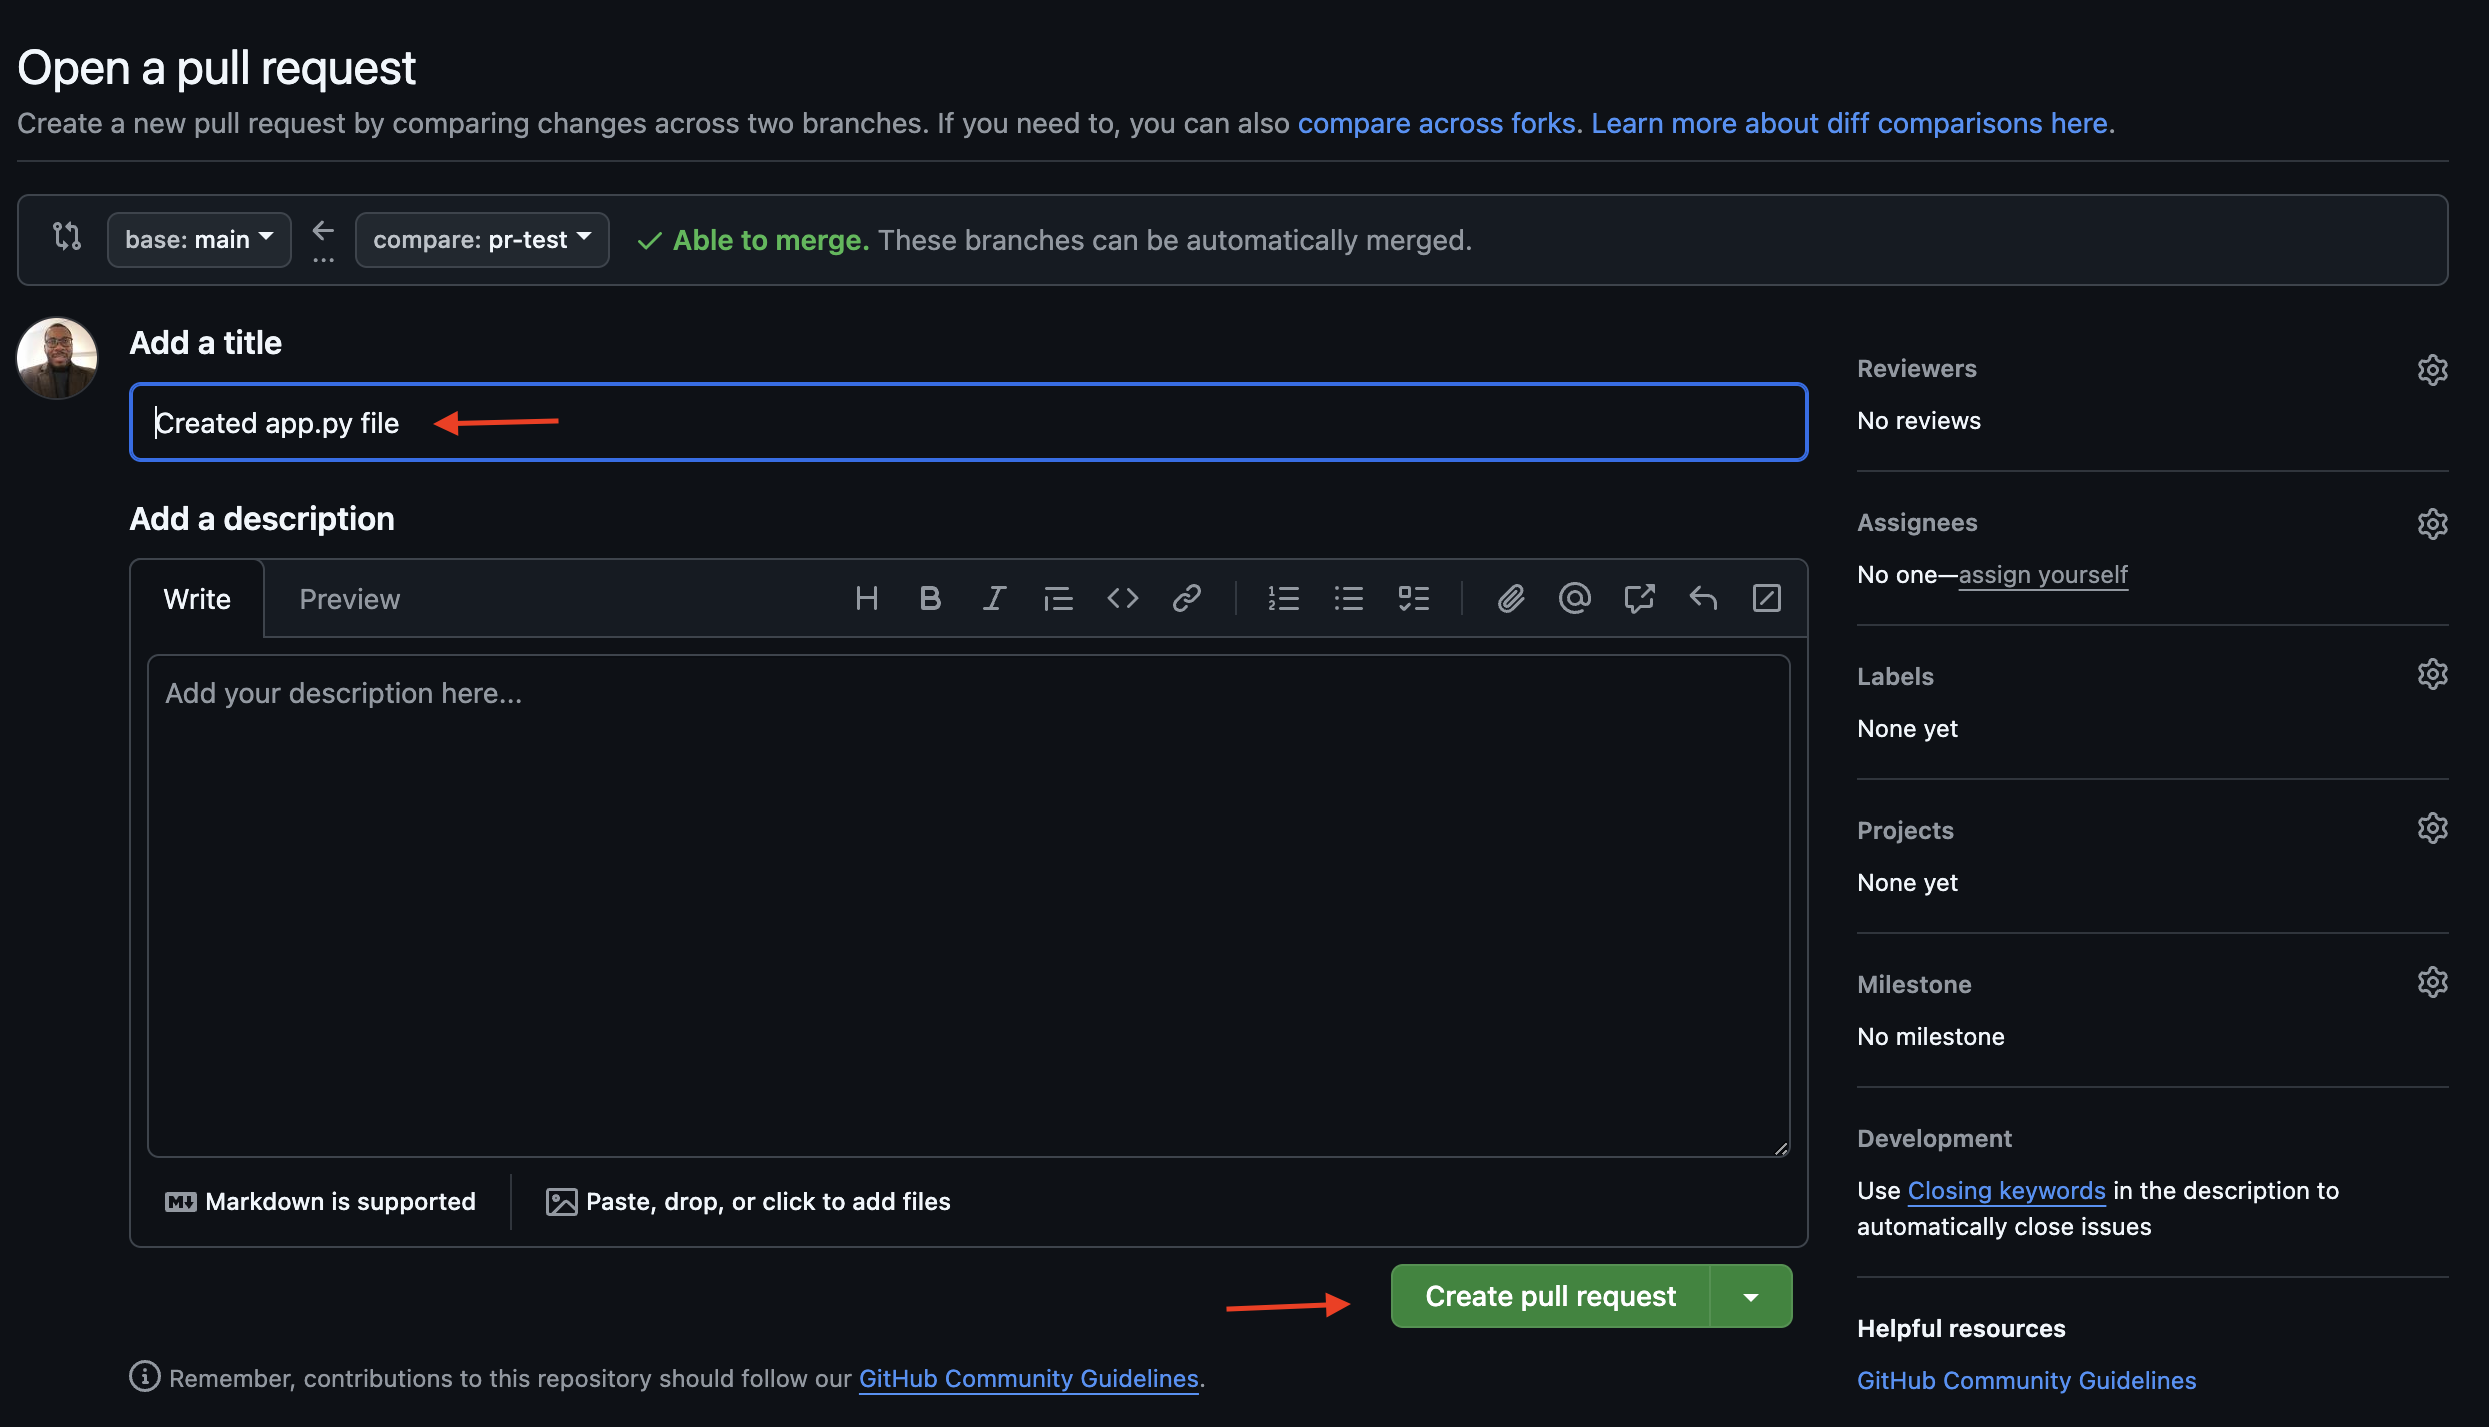 Open a pull request
Create a new pull request by comparing changes across two branches. If you need to, you can also compare across forks. Learn more about diff comparisons here.
base: main
compare: pr-test
Able to merge. These branches can be automatically merged.
Add a title
Created app.py file
Add a description
Write
Preview
Add your description here...
Markdown is supported
Paste, drop, or click to add files
Create pull request
Remember, contributions to this repository should follow our GitHub Community Guidelines.
Reviewers
No reviews
Assignees
No one—assign yourself
Labels
None yet
Projects
None yet
Milestone
No milestone
Development
Use Closing keywords in the description to
automatically close issues
Helpful resources
GitHub Community Guidelines